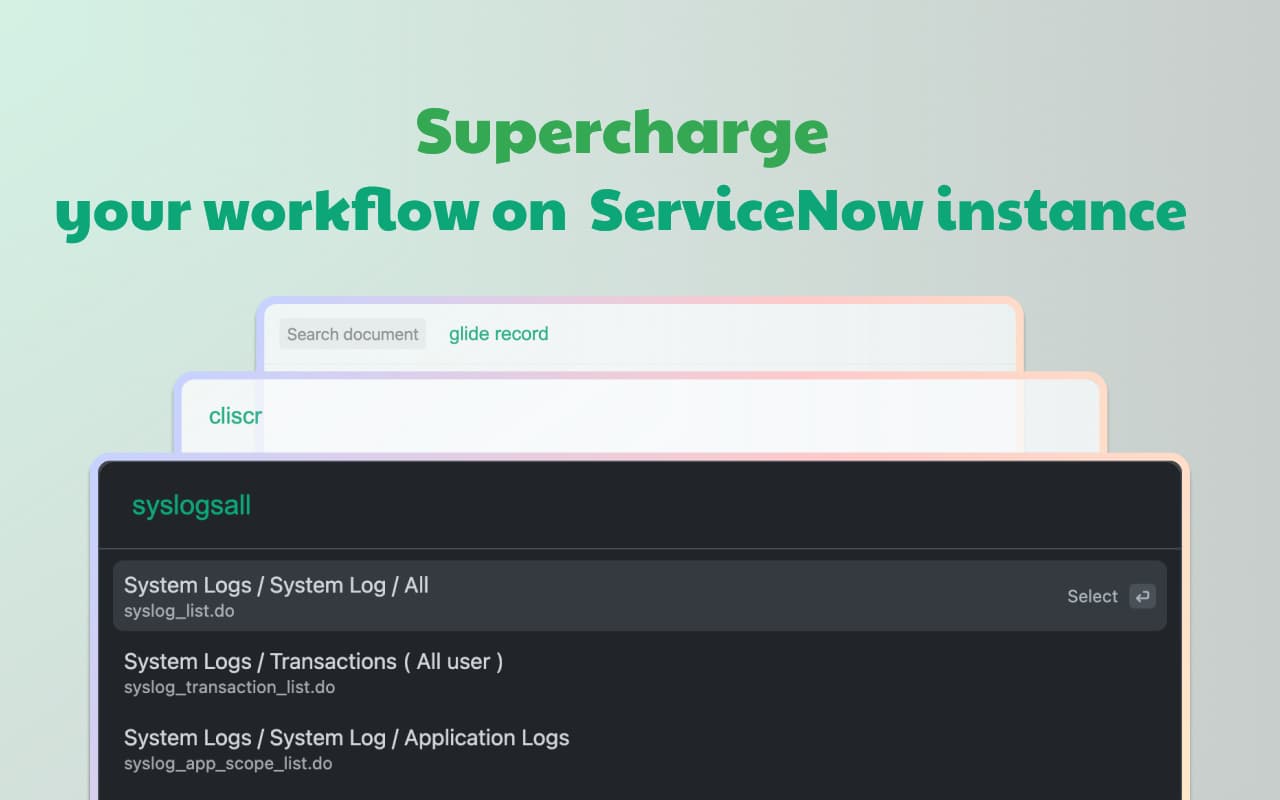 Supercharge
your workflow on ServiceNow instance
Search document glide record
cliscr
syslogsall
System Logs / System Log / All
syslog_list.do
Select
System Logs / Transactions ( All user )
syslog_transaction_list.do
System Logs / System Log / Application Logs
syslog_app_scope_list.do